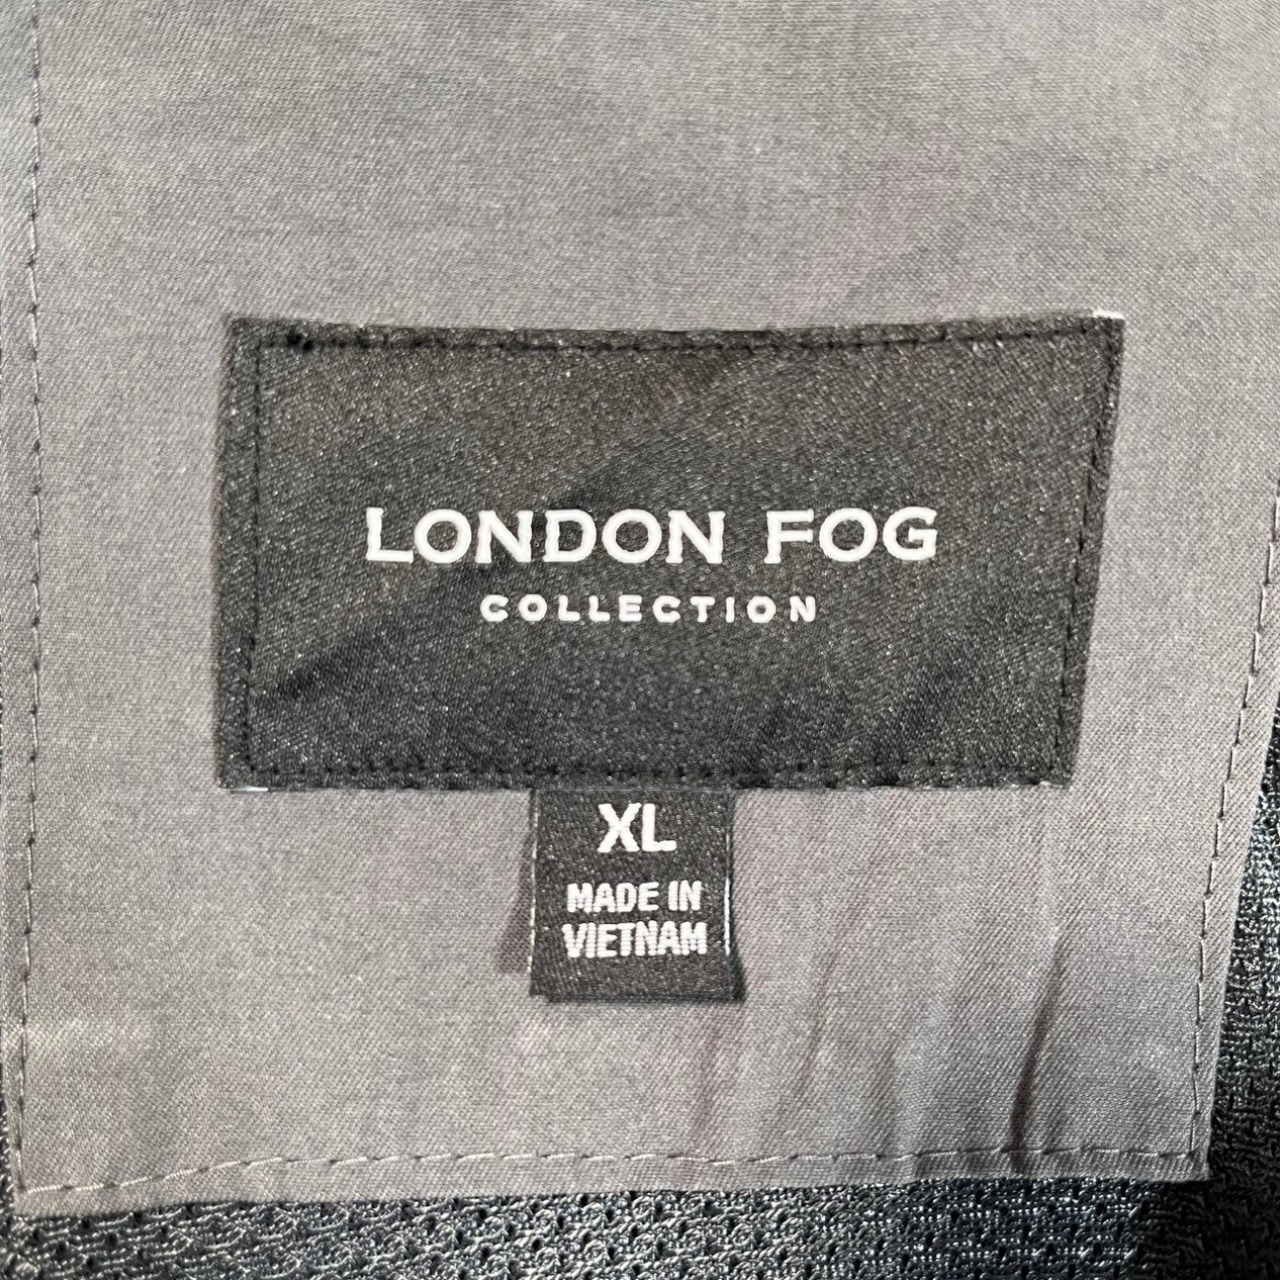 LONDON FOG
COLLECTION
XL
MADE IN
VIETNAM